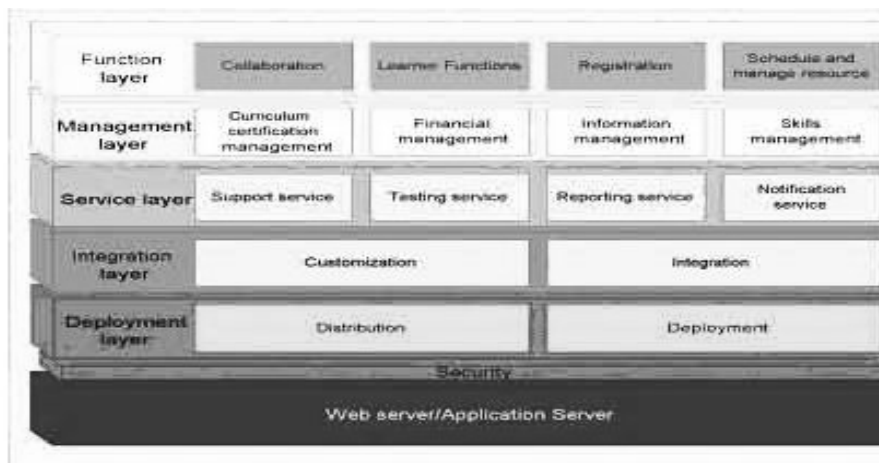 Function
layer
Collaboration
Learner Functions
Registration
Schedule and
manage resource
Management
layer
Curriculum
certification
management
Financial
management
Information
management
Skills
management
Service layer
Support service
Testing service
Reporting service
Notification
service
Integration
layer
Customization
Integration
Deployment
layer
Distribution
Deployment
Security
Web server/Application Server